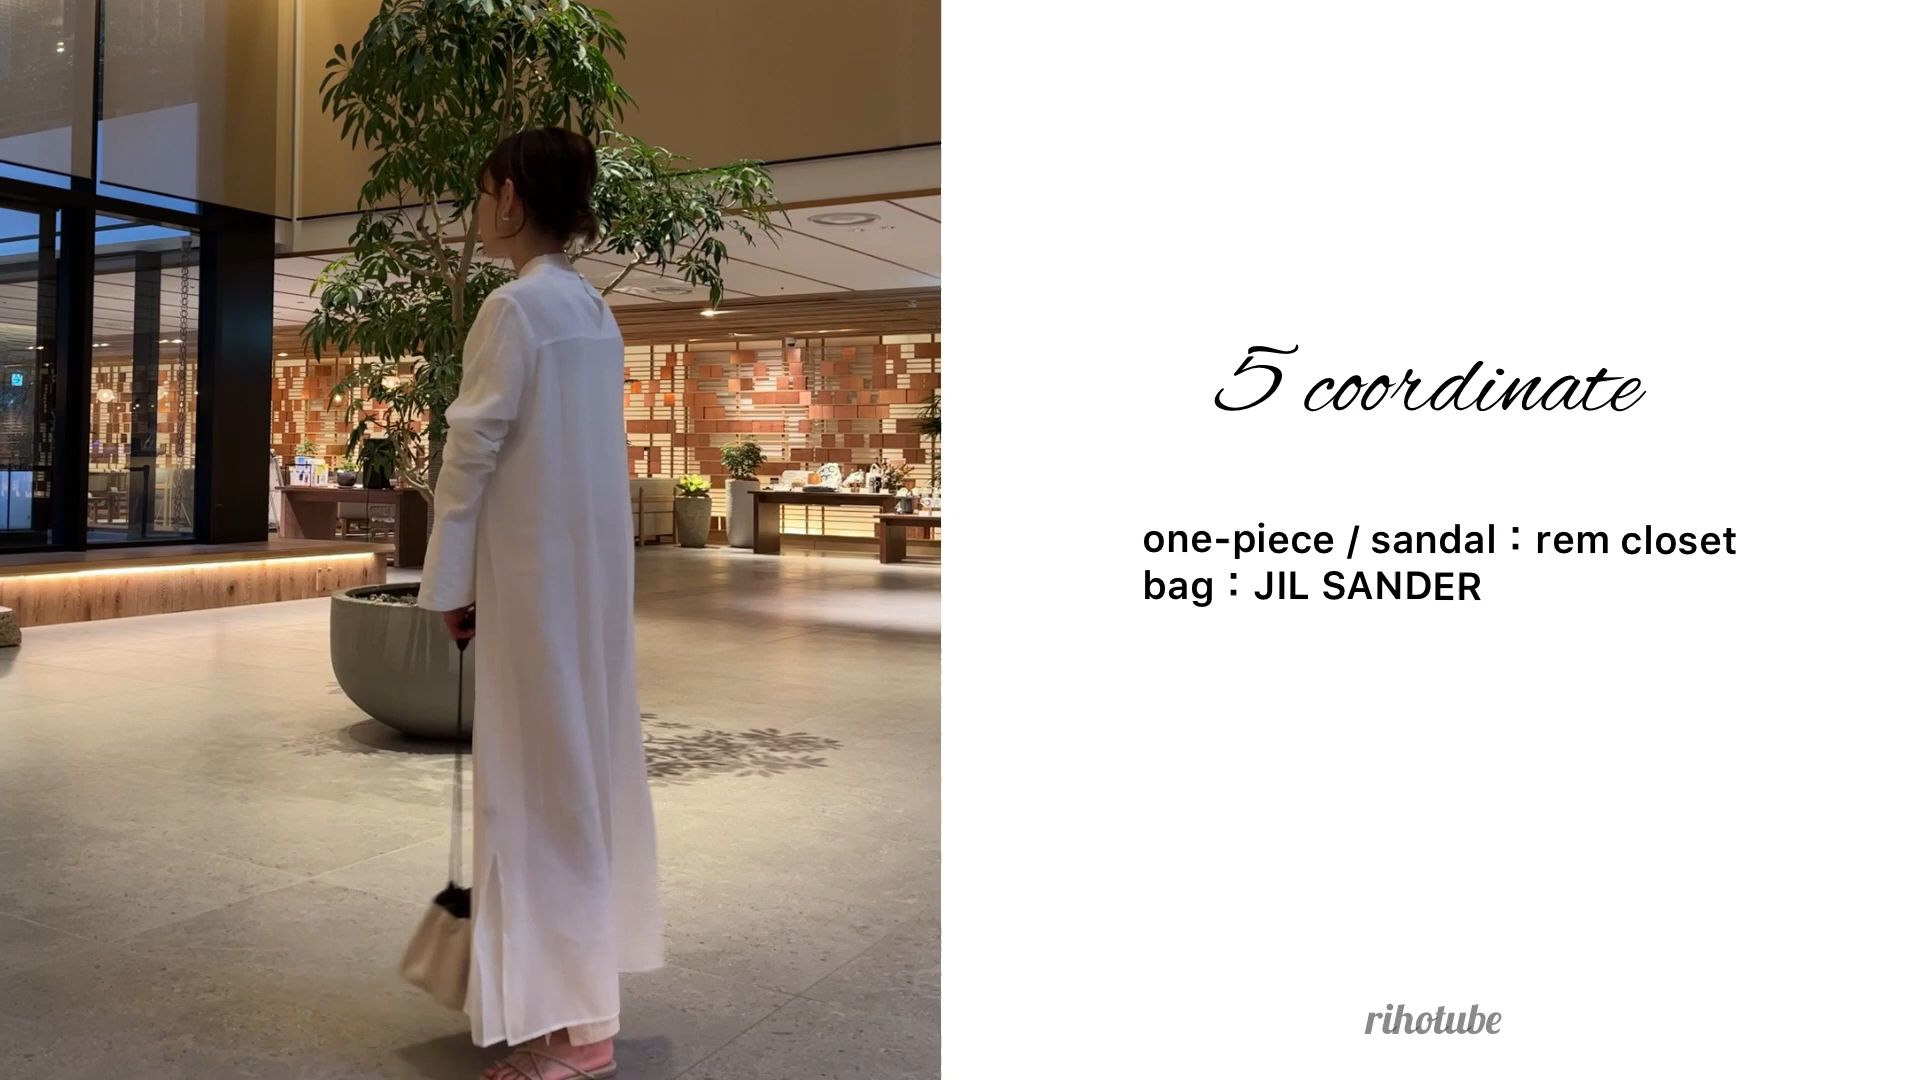 5 coordinate
one-piece / sandal：rem closet
bag：JIL SANDER
rihotube